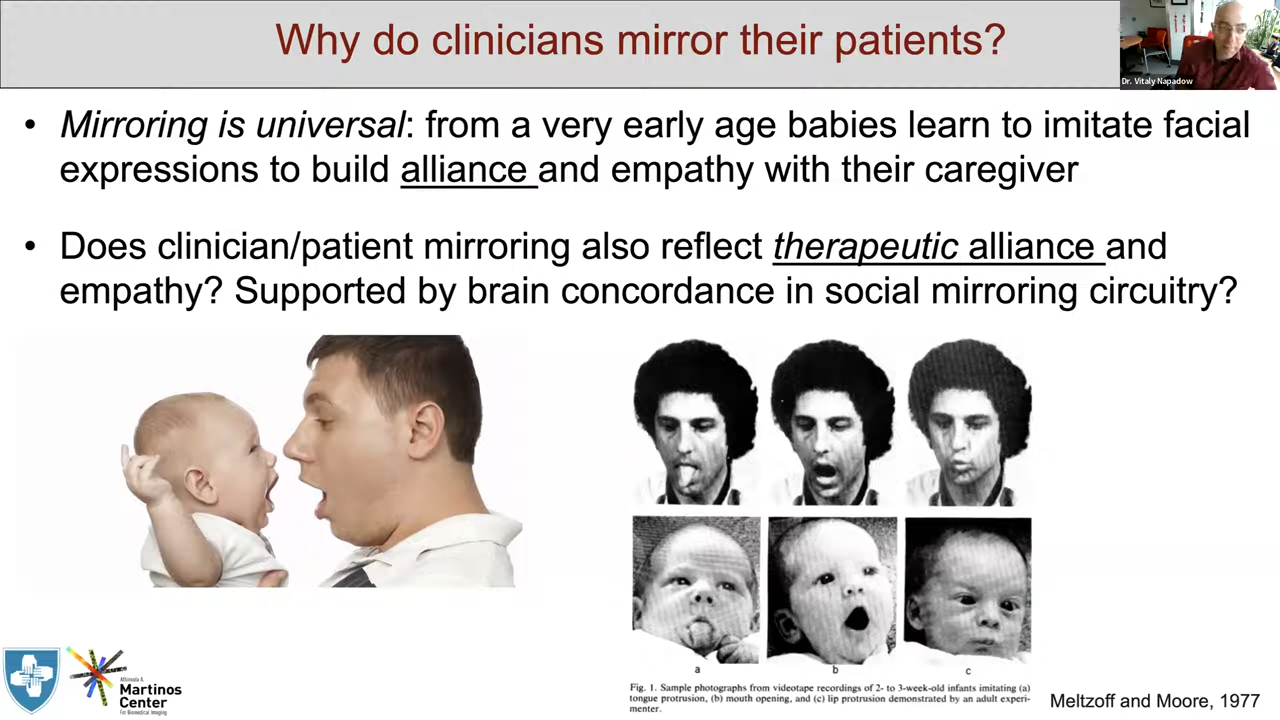 Why do clinicians mirror their patients?
Dr. Vitaly Napadow
• Mirroring is universal: from a very early age babies learn to imitate facial
expressions to build alliance and empathy with their caregiver
• Does clinician/patient mirroring also reflect therapeutic alliance and
empathy? Supported by brain concordance in social mirroring circuitry?
a b c
Fig. 1. Sample photographs from videotape recordings of 2- to 3-week-old infants imitating (a)
tongue protrusion, (b) mouth opening, and (c) lip protrusion demonstrated by an adult experi-
menter.
Athinoula A.
Martinos
Center
For Biomedical Imaging
Meltzoff and Moore, 1977